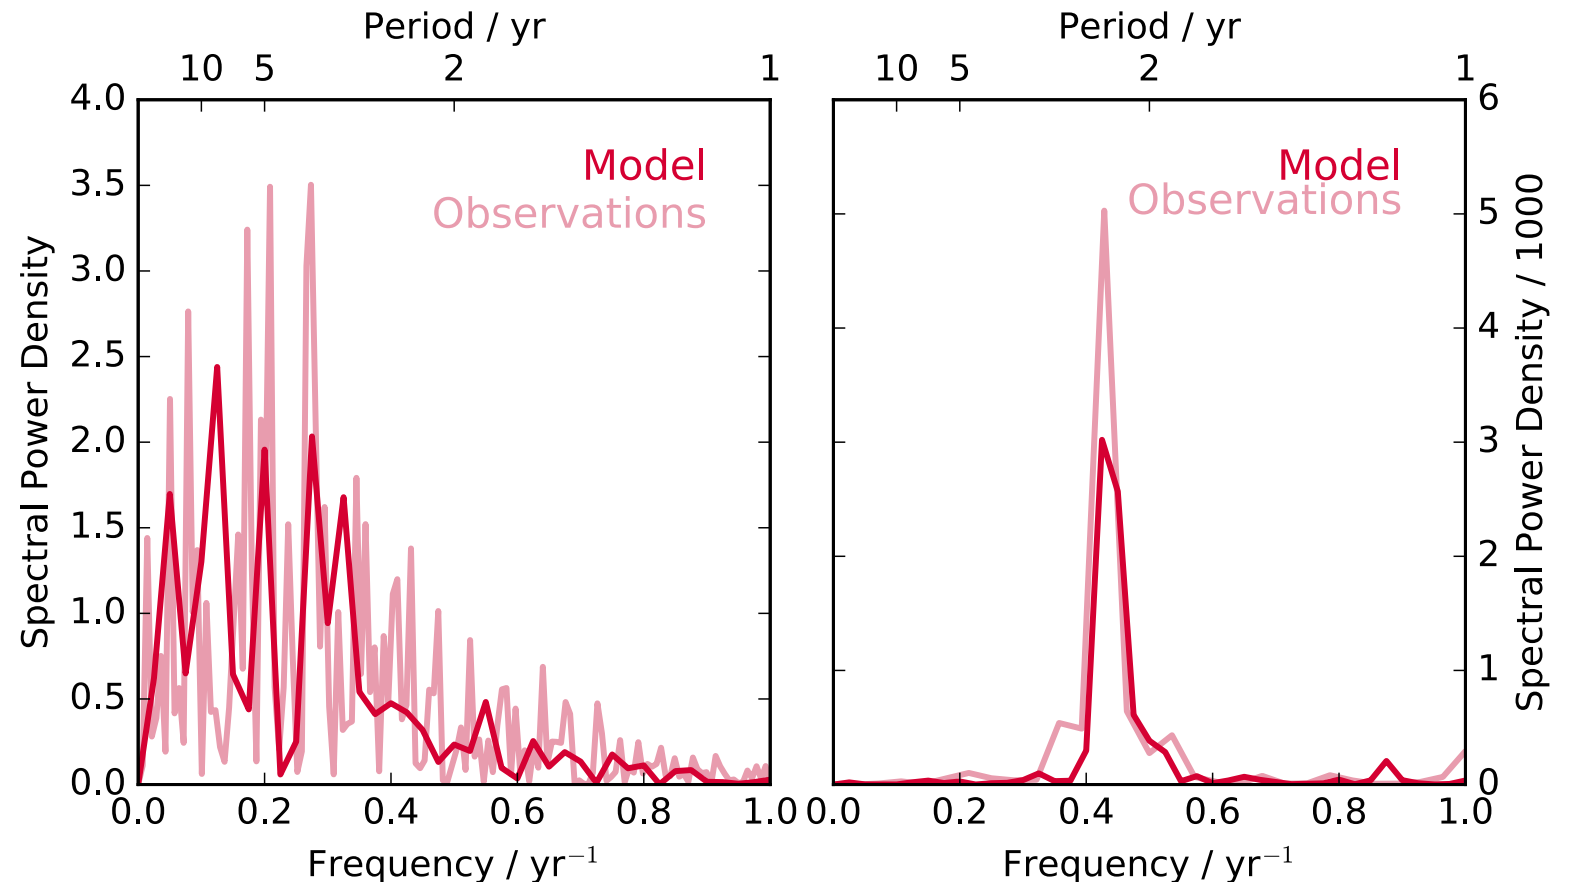 Period / yr
10 5 2 1
4.0
3.5
3.0
2.5
2.0
1.5
1.0
0.5
0.0
Spectral Power Density
Model
Observations
0.0 0.2 0.4 0.6 0.8 1.0
Frequency / yr⁻¹
Period / yr
10 5 2 1
Model
Observations
6
5
4
3
2
1
0
Spectral Power Density / 1000
0.0 0.2 0.4 0.6 0.8 1.0
Frequency / yr⁻¹